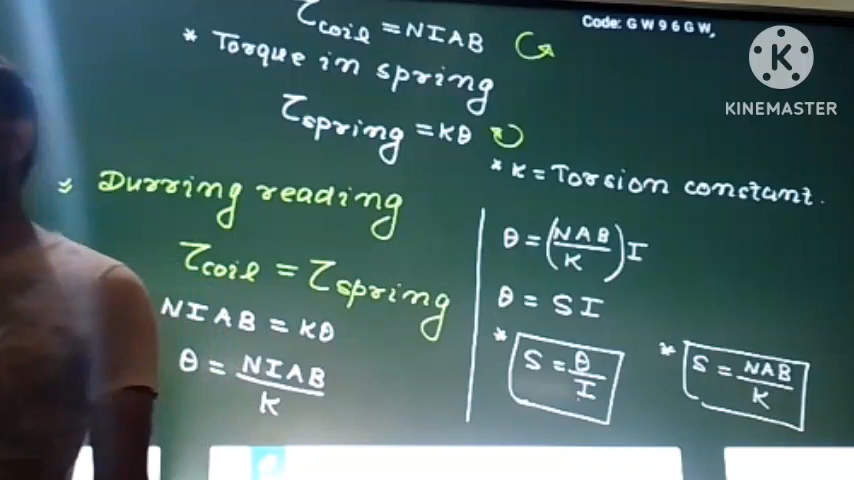 τcoil = NIAB
Code: GW96GW,
* Torque in spring
τspring = Kθ
KINEMASTER
* K = Torsion constant.
Durring reading
τcoil = τspring
NIAB = Kθ
θ = NIAB/K
θ = (NAB/K) I
θ = SI
* S = θ/I
* S = NAB/K